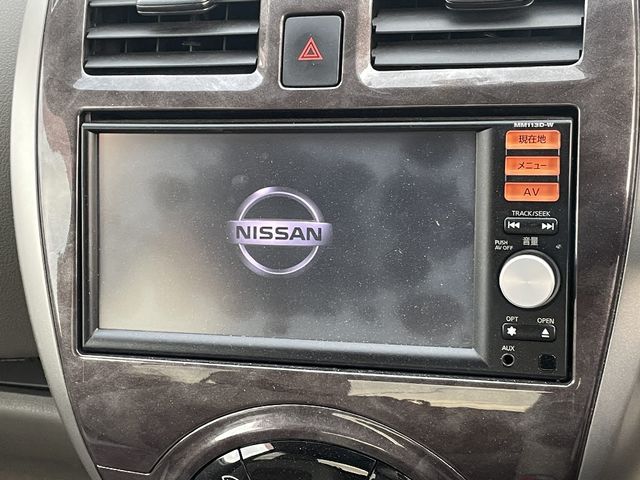 MM113D-W
現在地
メニュー
AV
TRACK/SEEK
PUSH
AV OFF
音量
NISSAN
OPT
OPEN
AUX